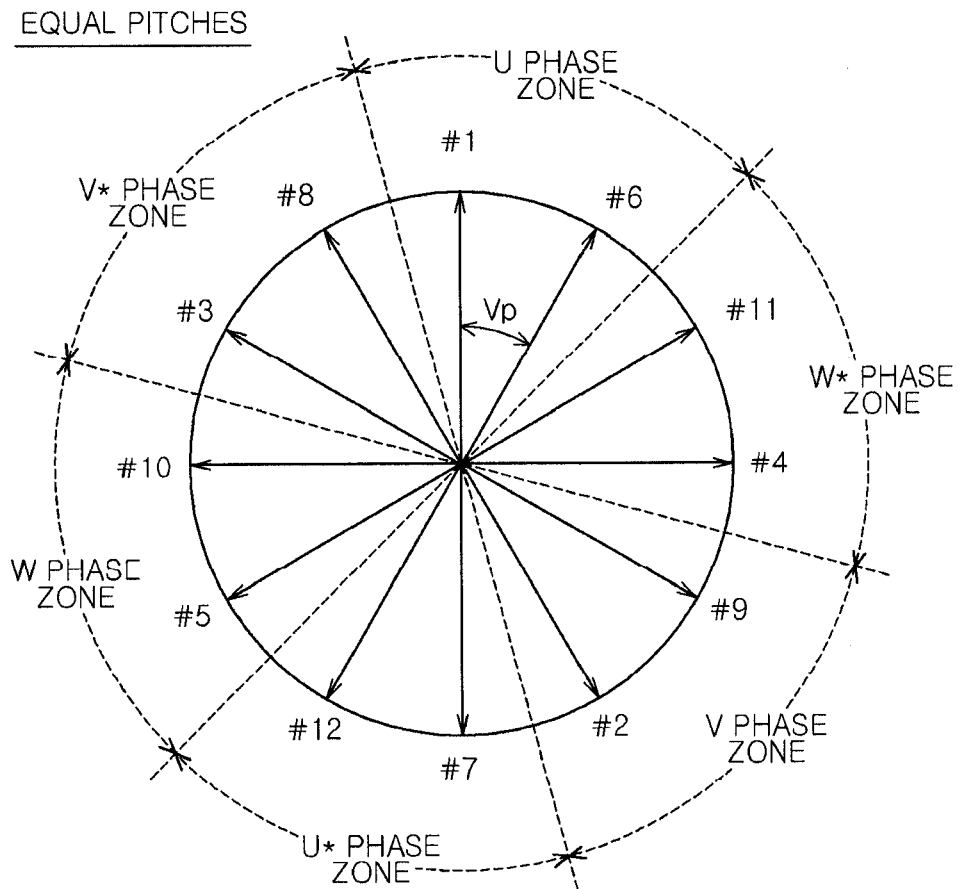 EQUAL PITCHES
U PHASE
ZONE
#1
V* PHASE
ZONE
#8
#6
#3
Vp
#11
W* PHASE
ZONE
#10
#4
W PHASE
ZONE
#5
#9
#12
#2
V PHASE
ZONE
#7
U* PHASE
ZONE